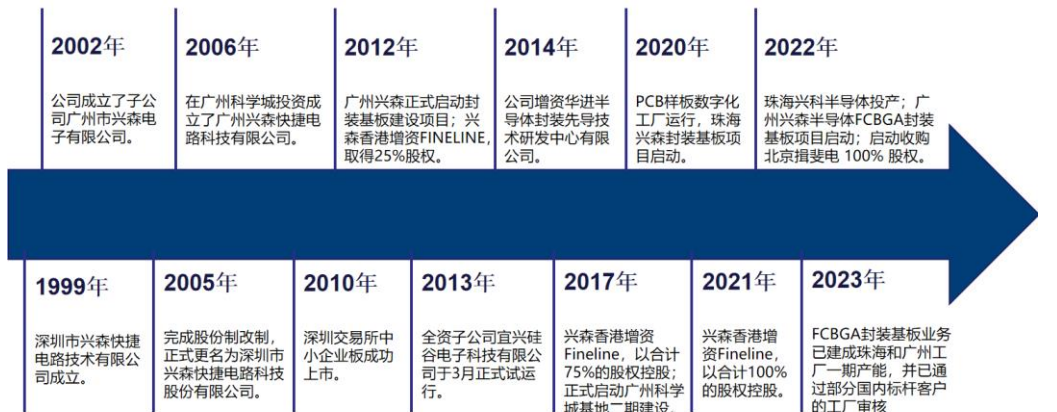 2002年
公司成立了子公
司广州市兴森电
子有限公司。
2006年
在广州科学城投资成
立了广州兴森快捷电
路科技有限公司。
2012年
广州兴森正式启动封
装基板建设项目；兴
森香港增资FINELINE，
取得25%股权。
2014年
公司增资华进半
导体封装先导技
术研发中心有限
公司。
2020年
PCB样板数字化
工厂运行，珠海
兴森封装基板项
目启动。
2022年
珠海兴科半导体投产；广
州兴森半导体FCBGA封装
基板项目启动；启动收购
北京揖斐电 100% 股权。
1999年
深圳市兴森快捷
电路技术有限公
司成立。
2005年
完成股份制改制，
正式更名为深圳市
兴森快捷电路科技
股份有限公司。
2010年
深圳交易所中
小企业板成功
上市。
2013年
全资子公司宜兴硅
谷电子科技有限公
司于3月正式试运
行。
2017年
兴森香港增资
Fineline，以合计
75%的股权控股；
正式启动广州科学
城基地二期建设。
2021年
兴森香港增
资Fineline，
以合计100%
的股权控股。
2023年
FCBGA封装基板业务
已建成珠海和广州工
厂一期产能，并已通
过部分国内标杆客户
的工厂审核